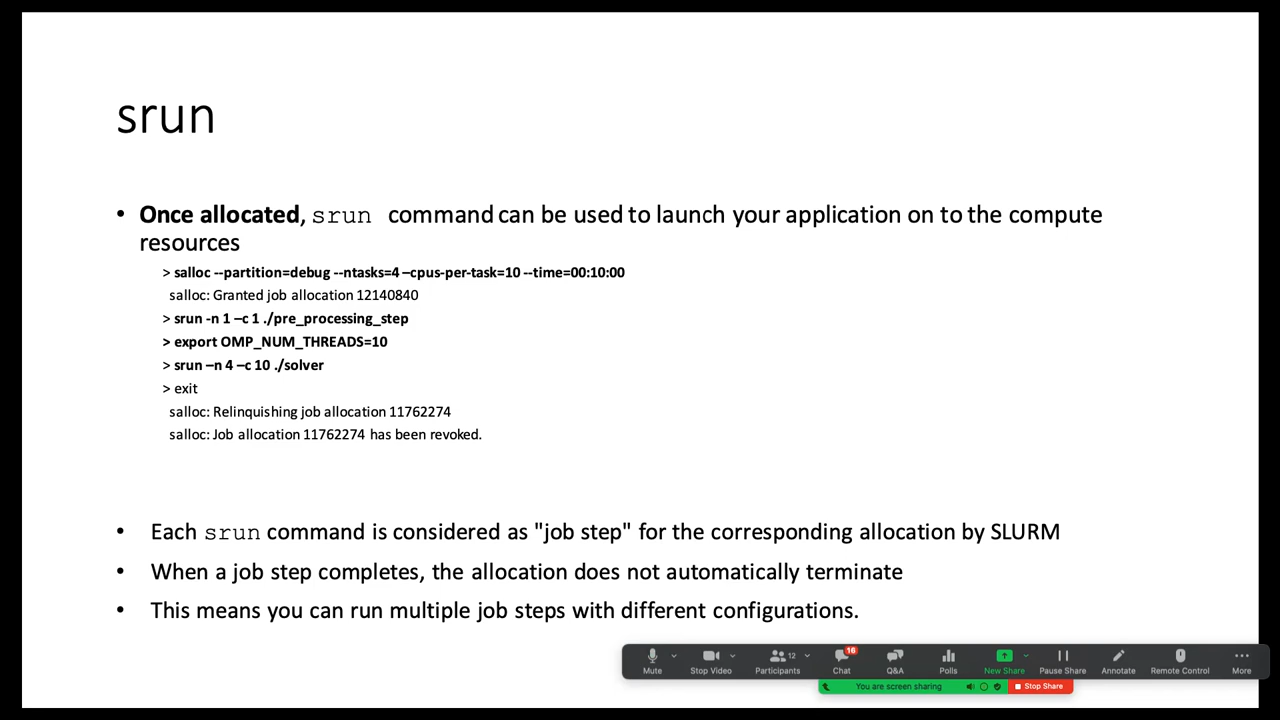 srun
• Once allocated, srun command can be used to launch your application on to the compute
resources
> salloc --partition=debug --ntasks=4 –cpus-per-task=10 --time=00:10:00
salloc: Granted job allocation 12140840
> srun -n 1 –c 1 ./pre_processing_step
> export OMP_NUM_THREADS=10
> srun –n 4 –c 10 ./solver
> exit
salloc: Relinquishing job allocation 11762274
salloc: Job allocation 11762274 has been revoked.
• Each srun command is considered as "job step" for the corresponding allocation by SLURM
• When a job step completes, the allocation does not automatically terminate
• This means you can run multiple job steps with different configurations.
12 16
Mute Stop Video Participants Chat Q&A Polls New Share Pause Share Annotate Remote Control More
You are screen sharing Stop Share